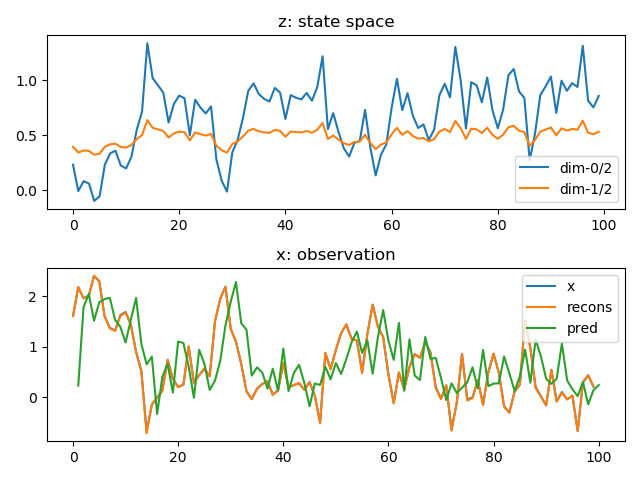 z: state space
1.0
0.5
0.0
dim-0/2
dim-1/2
0 20 40 60 80 100
x: observation
2
1
0
x
recons
pred
0 20 40 60 80 100